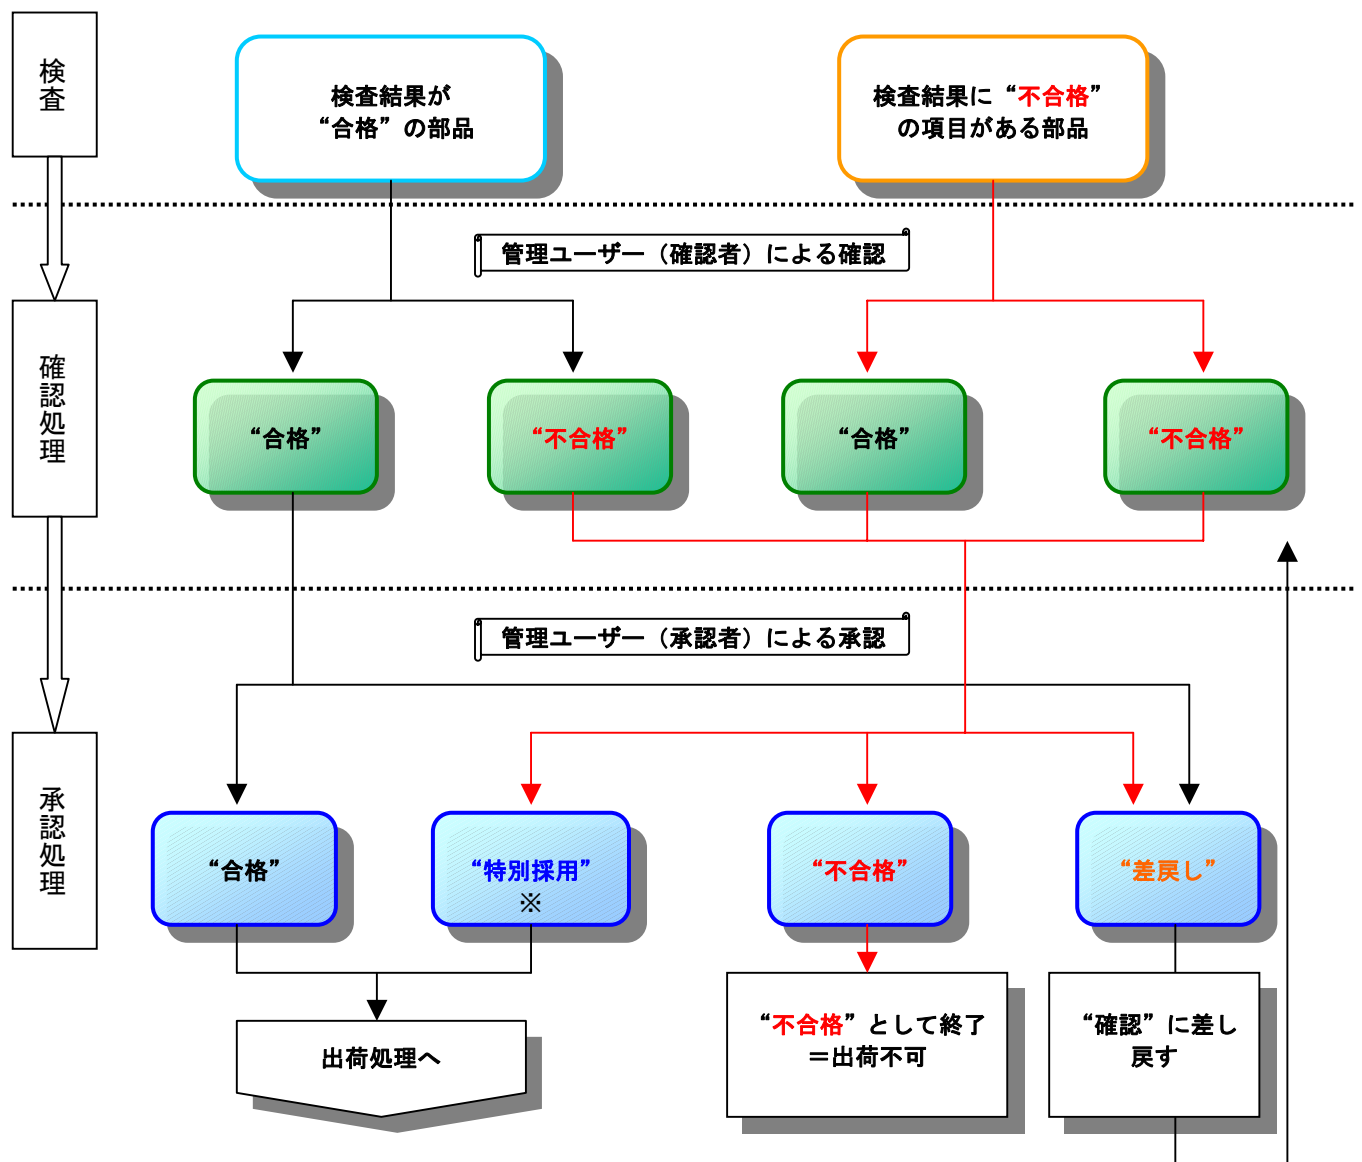 検査
検査結果が
“合格”の部品
検査結果に“不合格”
の項目がある部品
管理ユーザー（確認者）による確認
確認処理
“合格”
“不合格”
“合格”
“不合格”
管理ユーザー（承認者）による承認
承認処理
“合格”
“特別採用”
※
“不合格”
“差戻し”
出荷処理へ
“不合格”として終了
＝出荷不可
“確認”に差し
戻す